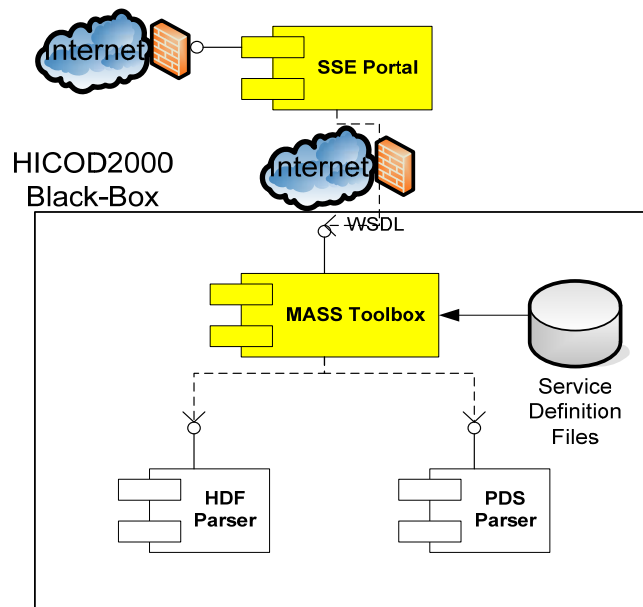 Internet
SSE Portal
HICOD2000
Black-Box
Internet
WSDL
MASS Toolbox
Service
Definition
Files
HDF
Parser
PDS
Parser